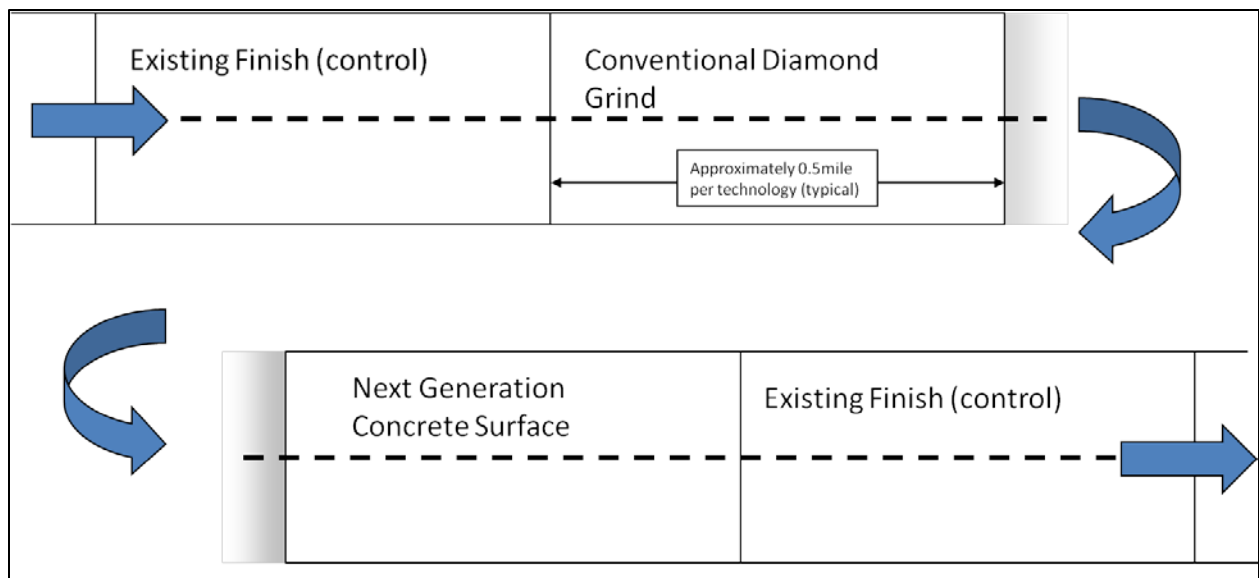 Existing Finish (control)
Conventional Diamond
Grind
Approximately 0.5mile
per technology (typical)
Next Generation
Concrete Surface
Existing Finish (control)